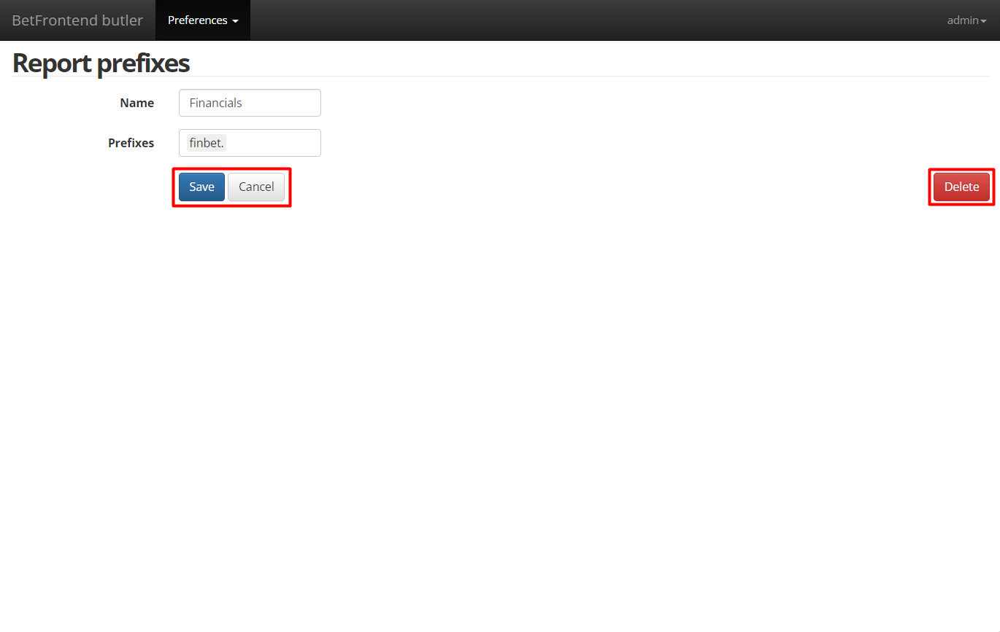 BetFrontend butler Preferences admin
Report prefixes
Name Financials
Prefixes finbet.
Save Cancel Delete